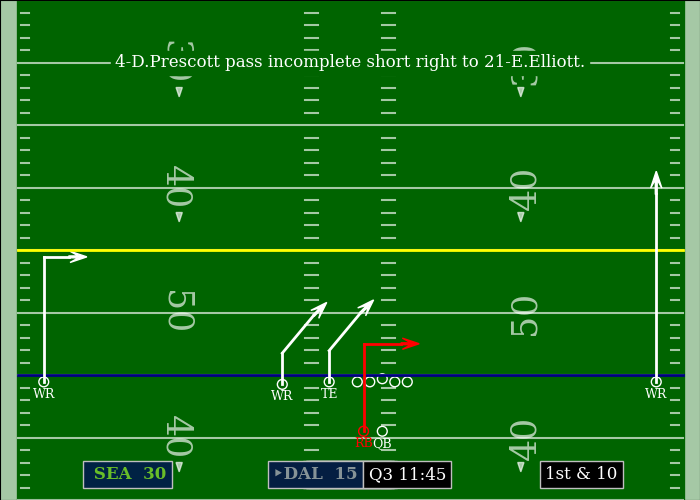 4-D.Prescott pass incomplete short right to 21-E.Elliott.
40 40
50 50
WR WR TE WR
RB QB
40 40
SEA 30 DAL 15 Q3 11:45 1st & 10